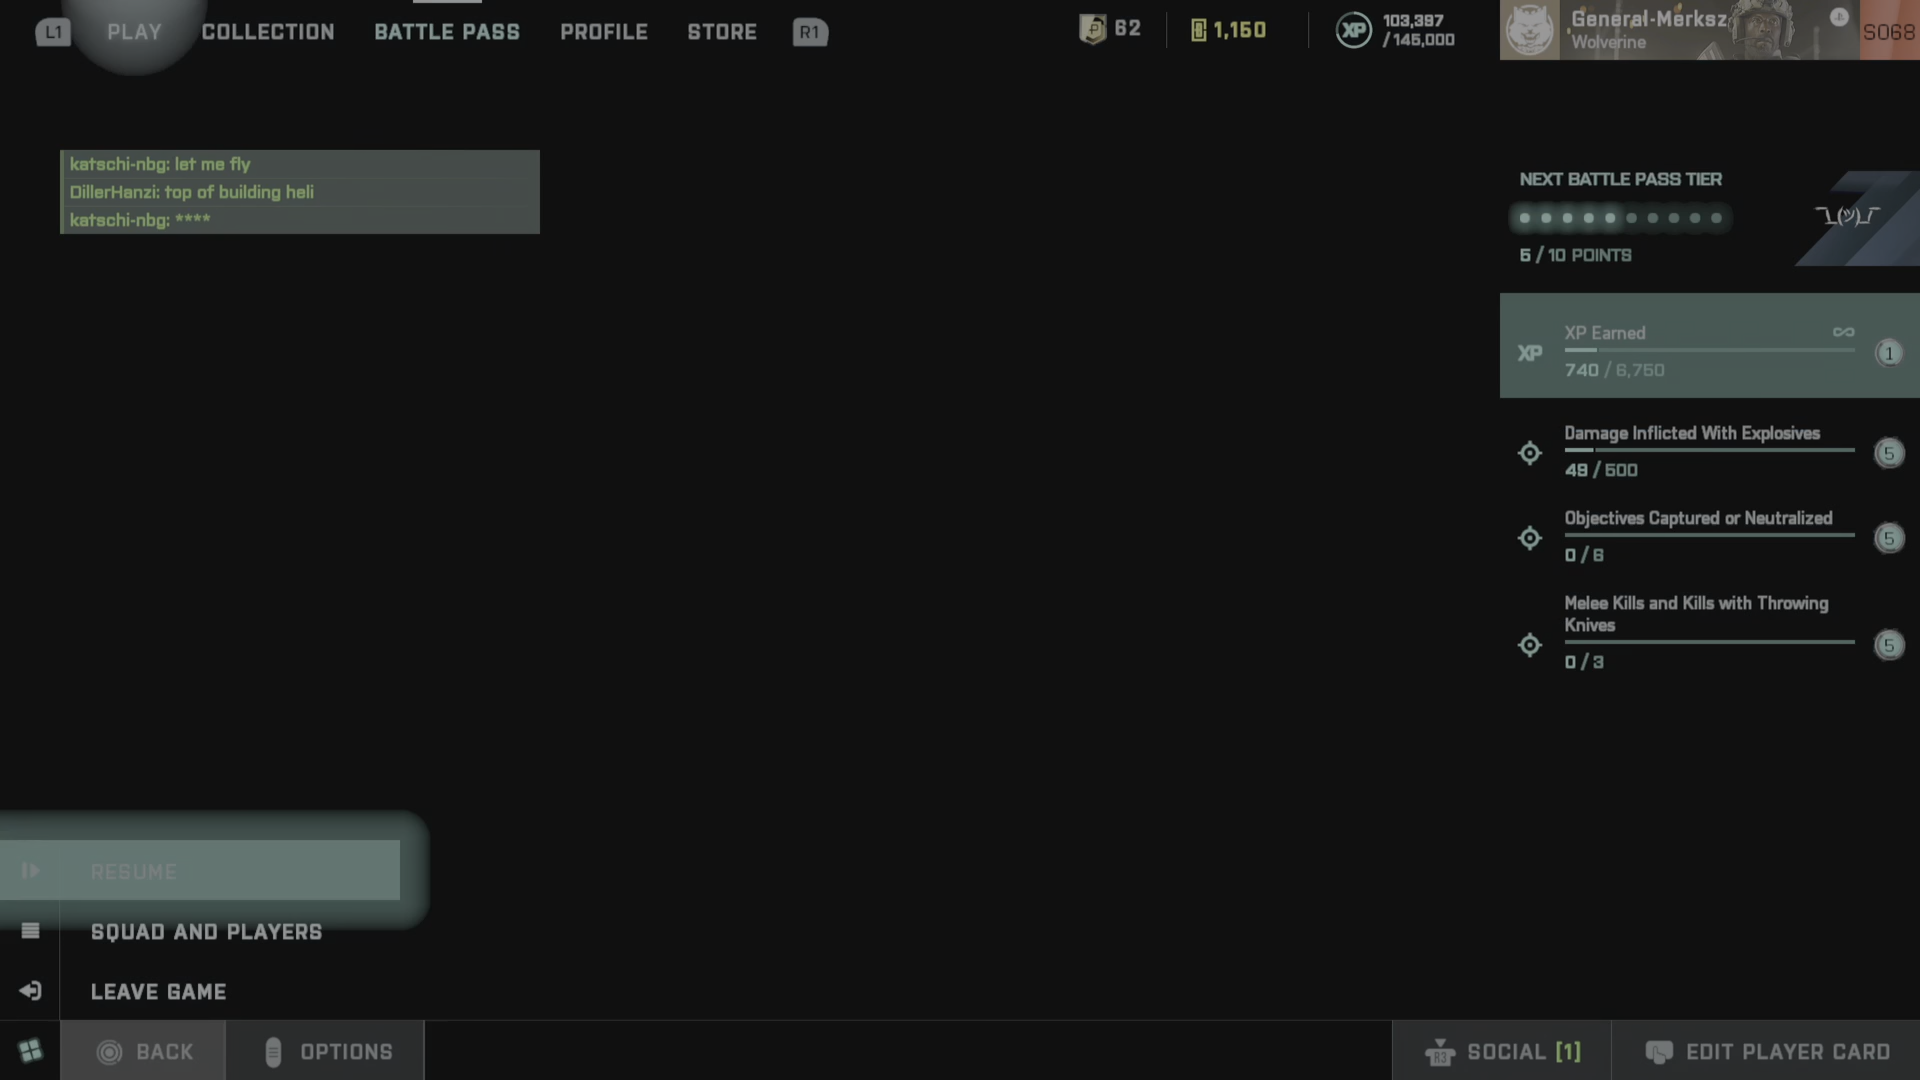 L1
PLAY
COLLECTION
BATTLE PASS
PROFILE
STORE
R1
62
1,150
XP
103,397
/ 145,000
General-Merksz
Wolverine
S068
katschi-nbg: let me fly
DillerHanzi: top of building heli
katschi-nbg: ****
NEXT BATTLE PASS TIER
5 / 10 POINTS
XP
XP Earned
740 / 6,750
1
Damage Inflicted With Explosives
49 / 500
5
Objectives Captured or Neutralized
0 / 6
5
Melee Kills and Kills with Throwing
Knives
0 / 3
5
RESUME
SQUAD AND PLAYERS
LEAVE GAME
BACK
OPTIONS
R3
SOCIAL [1]
EDIT PLAYER CARD